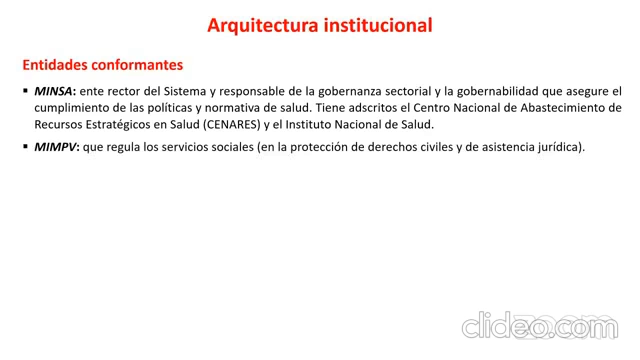 Arquitectura institucional
Entidades conformantes
▪ MINSA: ente rector del Sistema y responsable de la gobernanza sectorial y la gobernabilidad que asegure el
cumplimiento de las políticas y normativa de salud. Tiene adscritos el Centro Nacional de Abastecimiento de
Recursos Estratégicos en Salud (CENARES) y el Instituto Nacional de Salud.
▪ MIMPV: que regula los servicios sociales (en la protección de derechos civiles y de asistencia jurídica).
zoom
clideo.com